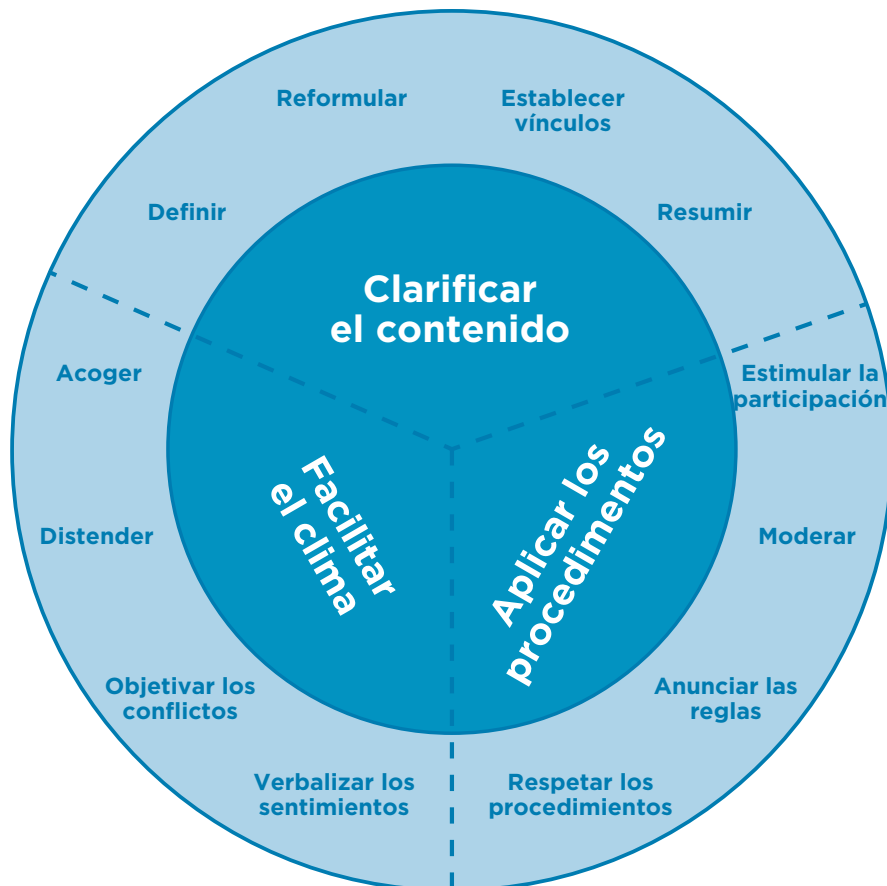 Reformular
Establecer
vínculos
Definir
Resumir
Clarificar
el contenido
Acoger
Estimular la
participación
Facilitar
el clima
Aplicar los
procedimentos
Distender
Moderar
Objetivar los
conflictos
Anunciar las
reglas
Verbalizar los
sentimientos
Respetar los
procedimientos